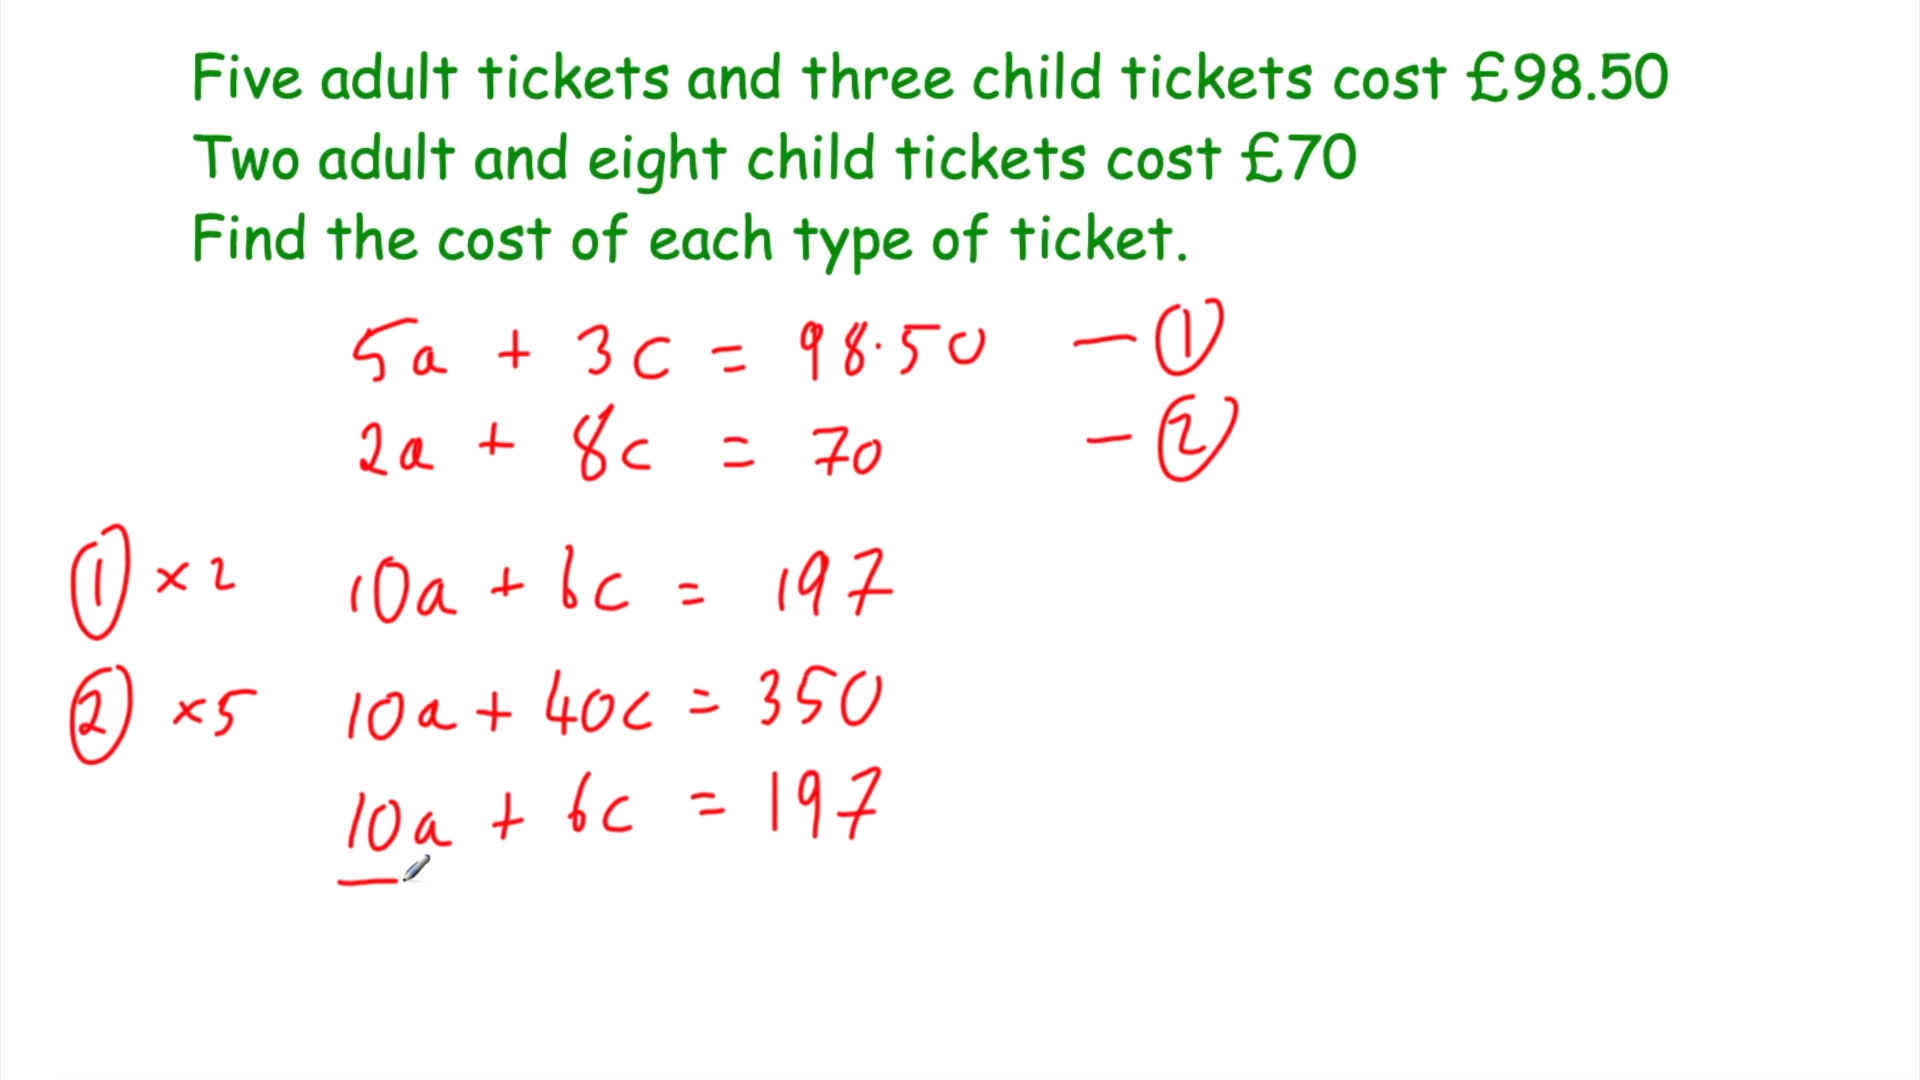 Five adult tickets and three child tickets cost £98.50
Two adult and eight child tickets cost £70
Find the cost of each type of ticket.
5a + 3c = 98.50 — ①
2a + 8c = 70 — ②
① × 2 10a + 6c = 197
② × 5 10a + 40c = 350
10a + 6c = 197